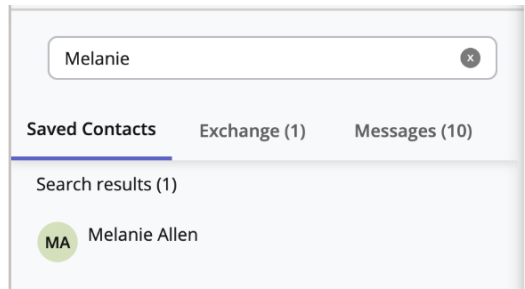 Melanie
x
Saved Contacts Exchange (1) Messages (10)
Search results (1)
MA Melanie Allen